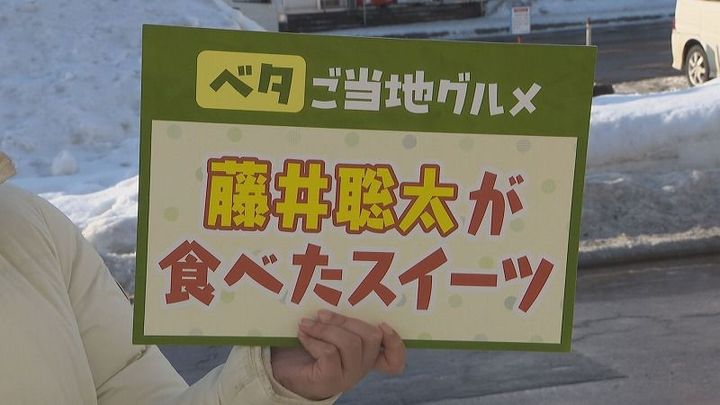 ベタ ご当地グルメ
藤井聡太が
食べたスイーツ